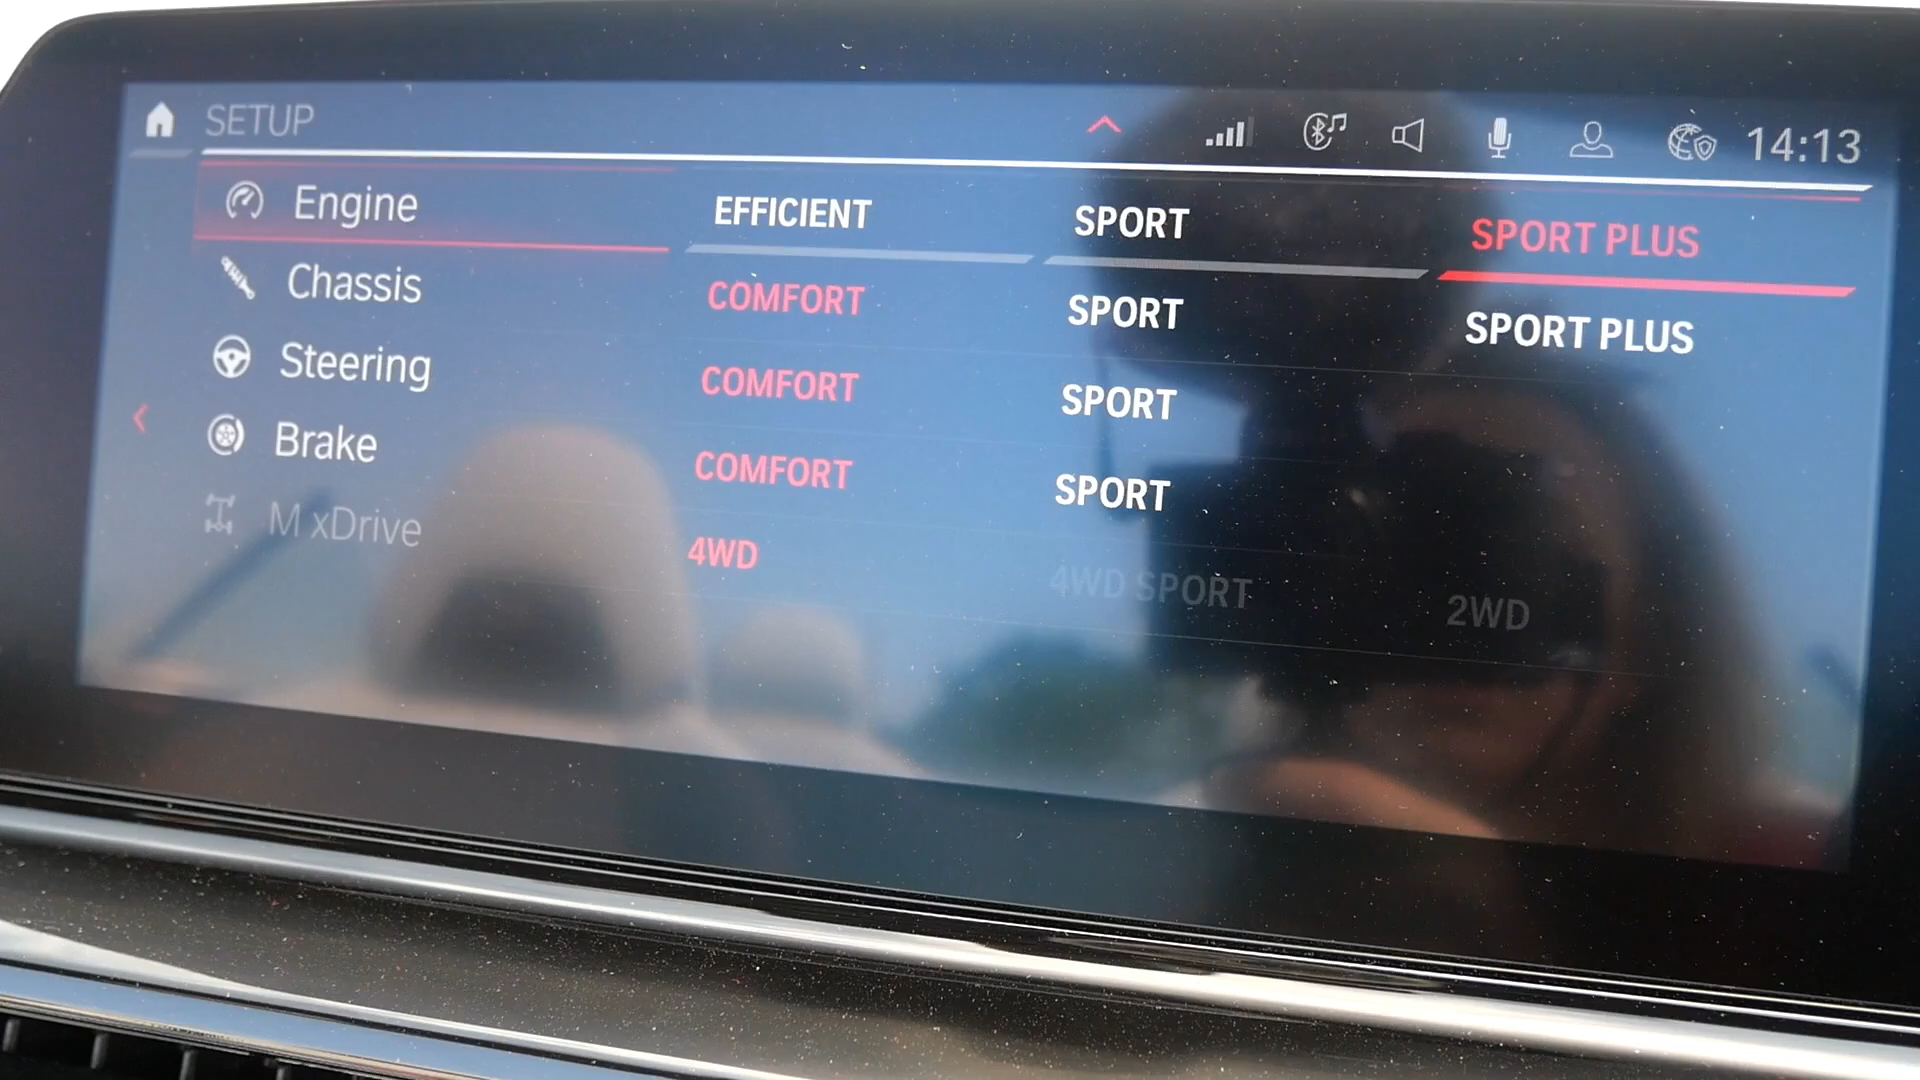 SETUP 14:13
Engine EFFICIENT SPORT SPORT PLUS
Chassis COMFORT SPORT SPORT PLUS
Steering COMFORT SPORT
Brake COMFORT SPORT
M xDrive 4WD 4WD SPORT 2WD